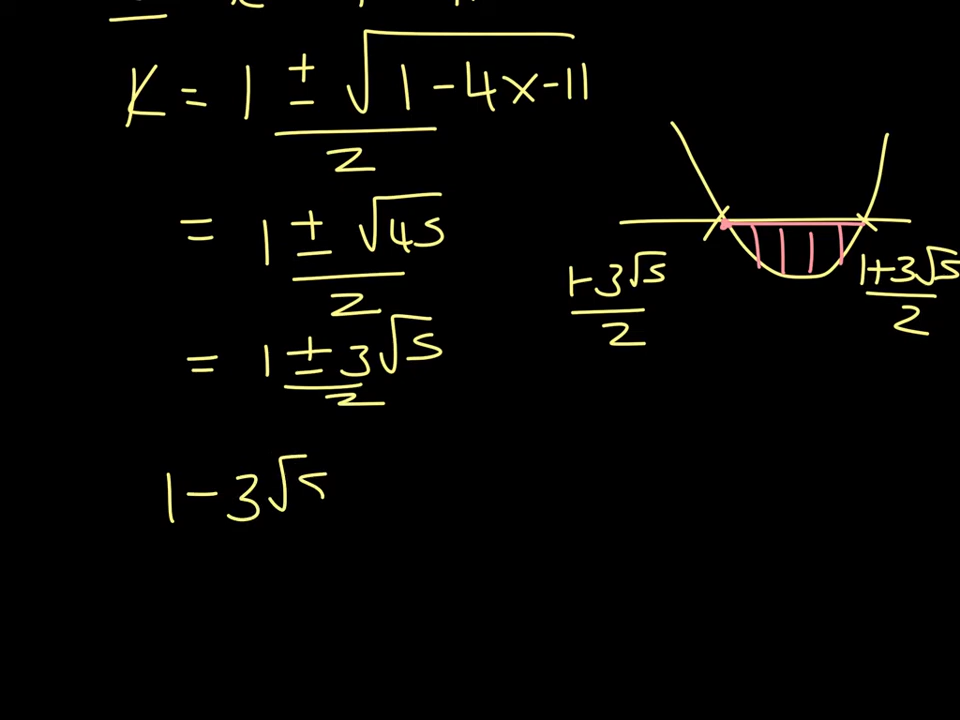 K = 1 ± √1-4x-11
2
= 1 ± √45
2
= 1 ± 3√5
2
1-3√5
2
1+3√5
2
1-3√5